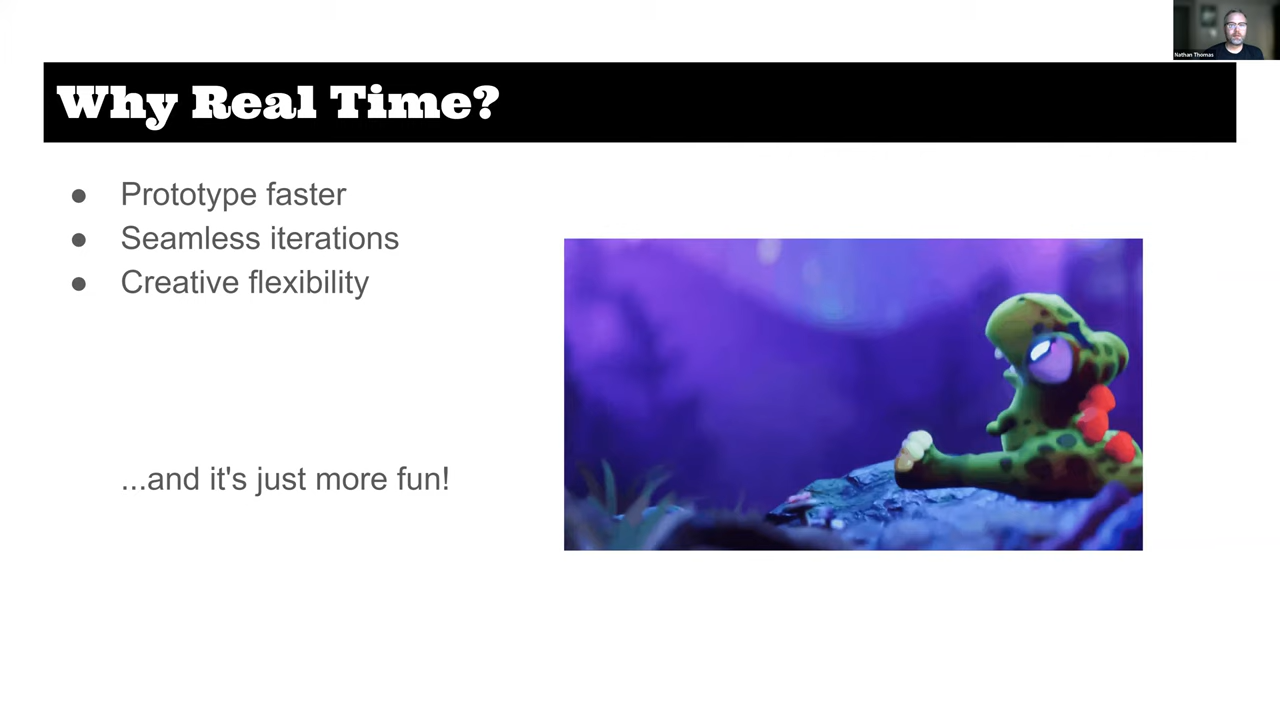 Nathan Thomas
Why Real Time?
● Prototype faster
● Seamless iterations
● Creative flexibility
...and it's just more fun!